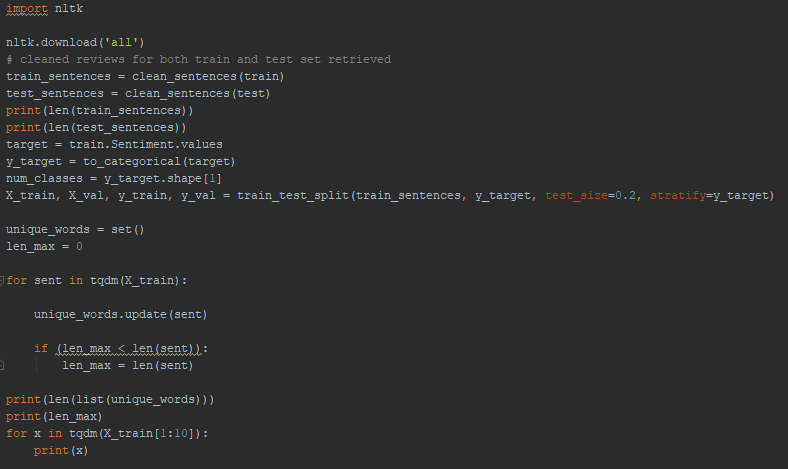 import nltk
nltk.download('all')
# cleaned reviews for both train and test set retrieved
train_sentences = clean_sentences(train)
test_sentences = clean_sentences(test)
print(len(train_sentences))
print(len(test_sentences))
target = train.Sentiment.values
y_target = to_categorical(target)
num_classes = y_target.shape[1]
X_train, X_val, y_train, y_val = train_test_split(train_sentences, y_target, test_size=0.2, stratify=y_target)
unique_words = set()
len_max = 0
for sent in tqdm(X_train):
    unique_words.update(sent)
    if (len_max < len(sent)):
        len_max = len(sent)
print(len(list(unique_words)))
print(len_max)
for x in tqdm(X_train[1:10]):
    print(x)